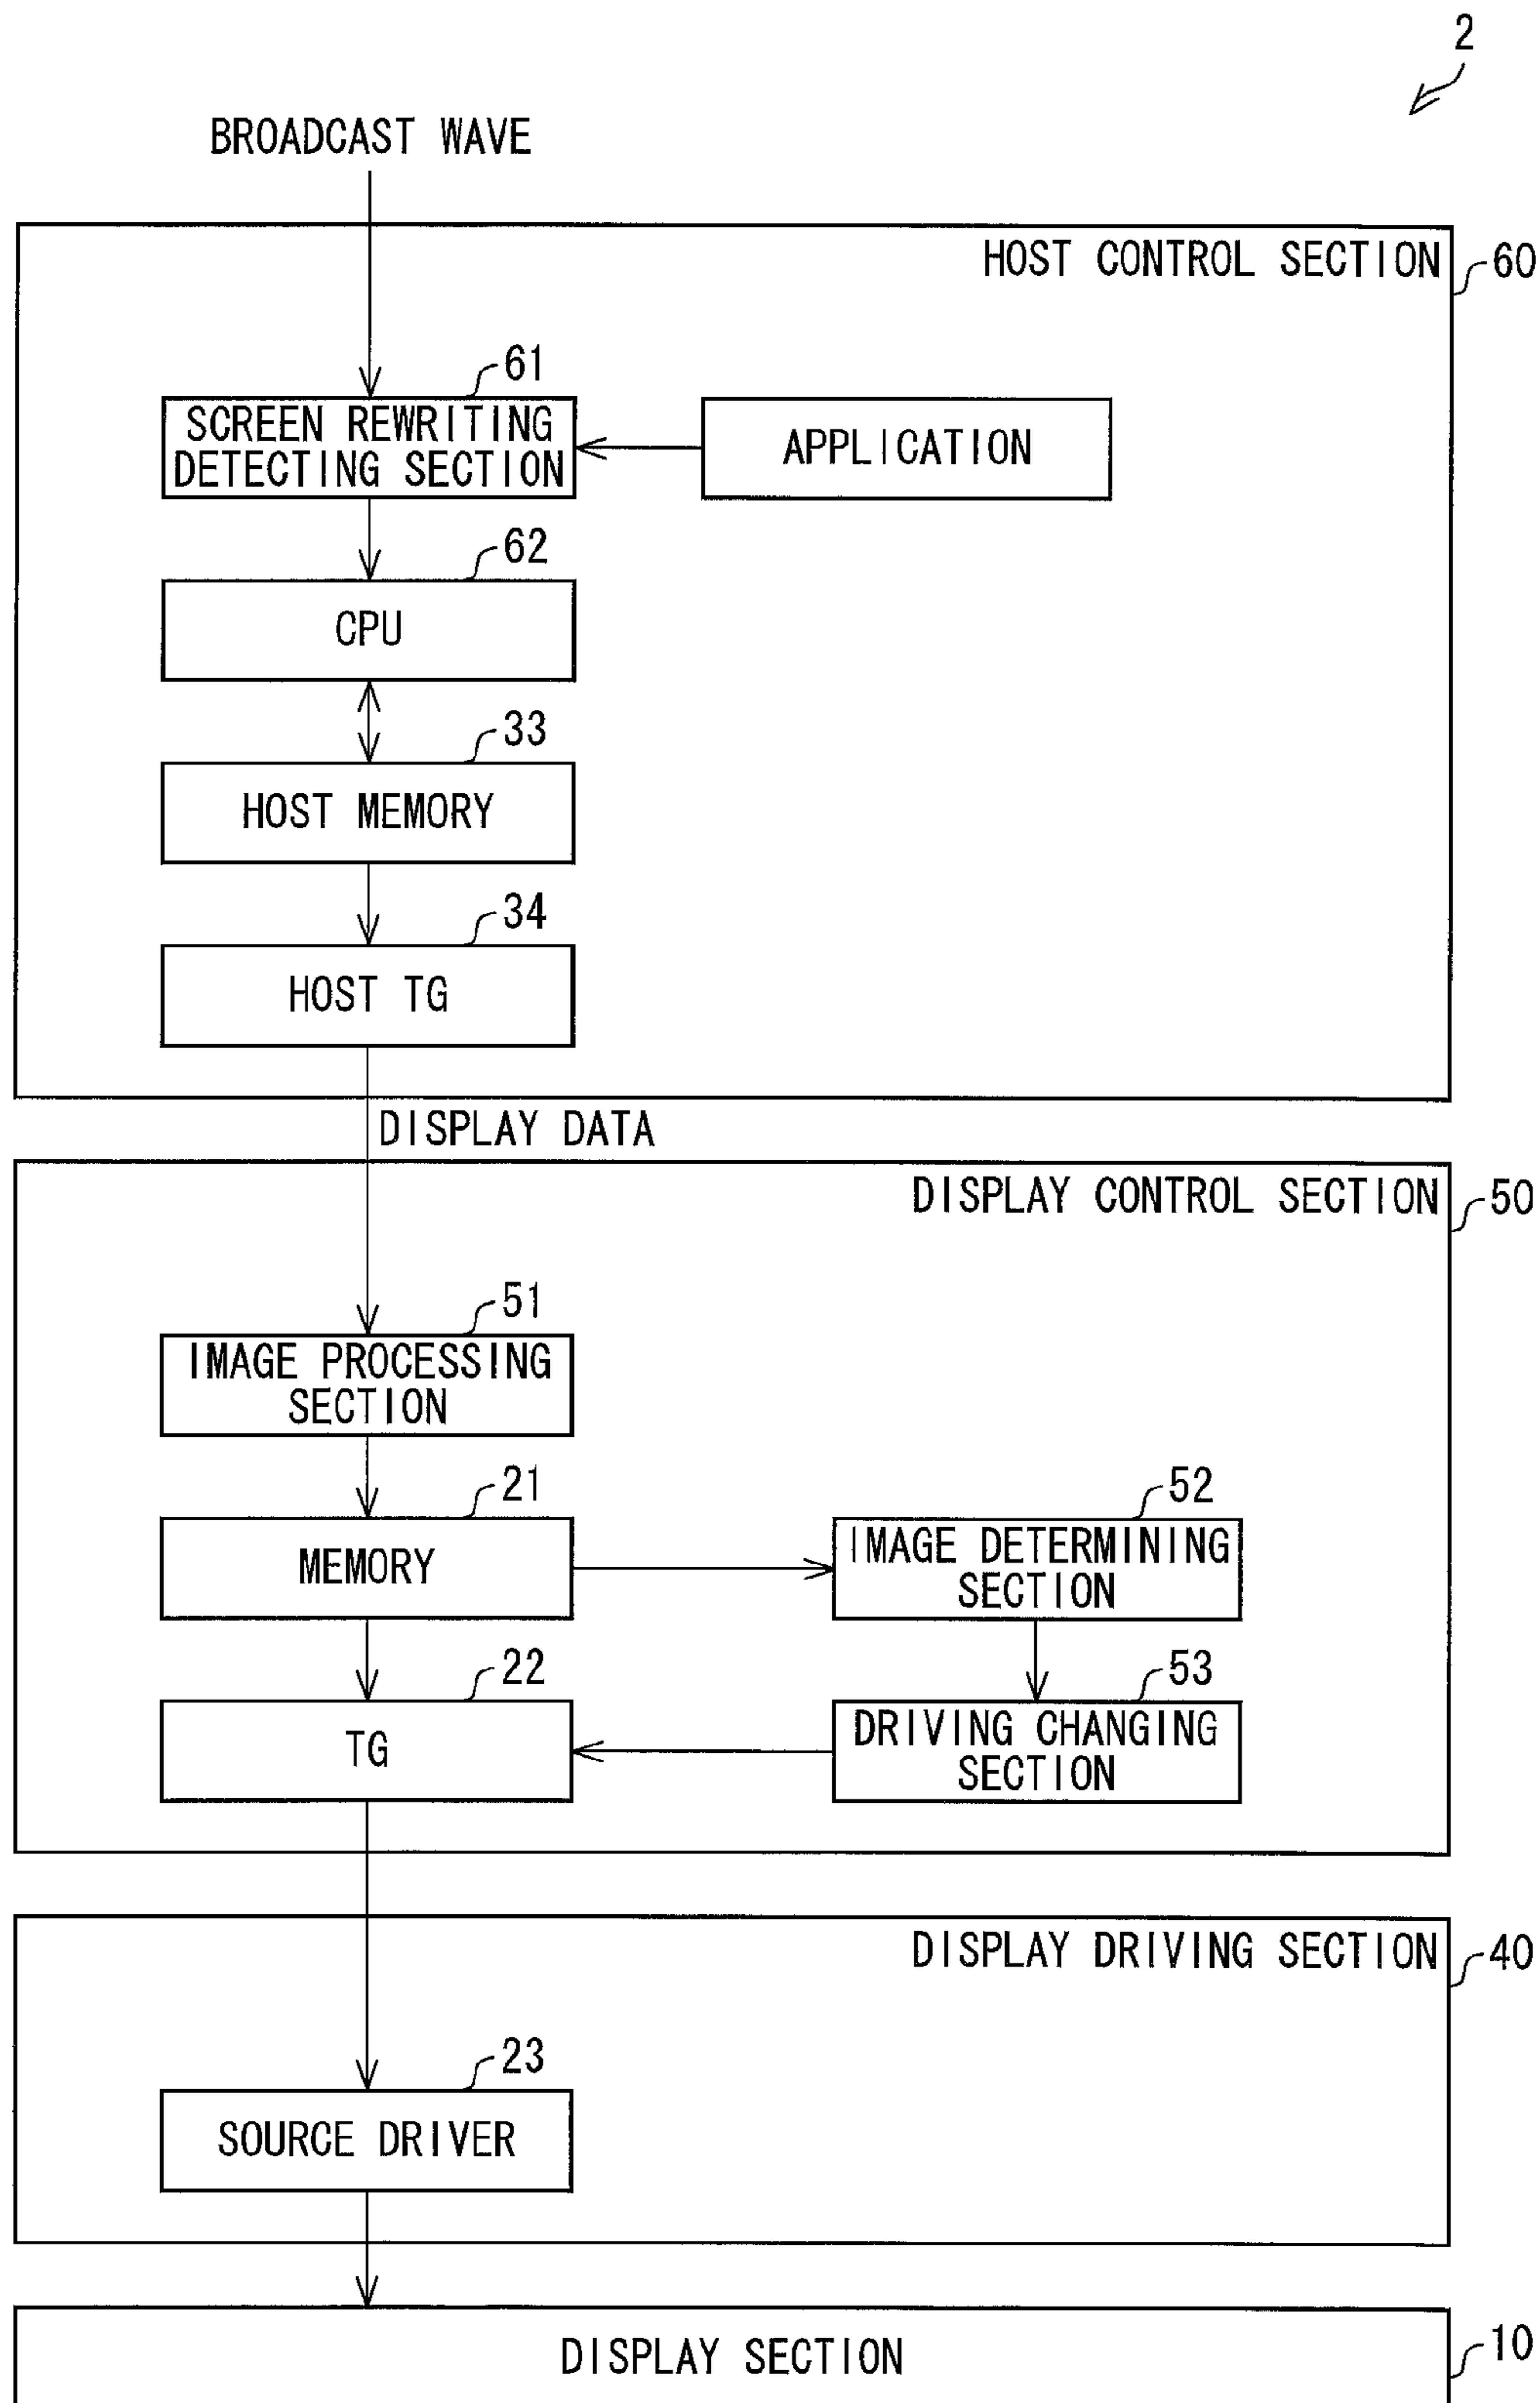 2
BROADCAST WAVE
HOST CONTROL SECTION
60
61
SCREEN REWRITING
DETECTING SECTION
APPLICATION
62
CPU
33
HOST MEMORY
34
HOST TG
DISPLAY DATA
DISPLAY CONTROL SECTION
50
51
IMAGE PROCESSING
SECTION
21
MEMORY
52
IMAGE DETERMINING
SECTION
22
TG
53
DRIVING CHANGING
SECTION
DISPLAY DRIVING SECTION
40
23
SOURCE DRIVER
DISPLAY SECTION
10